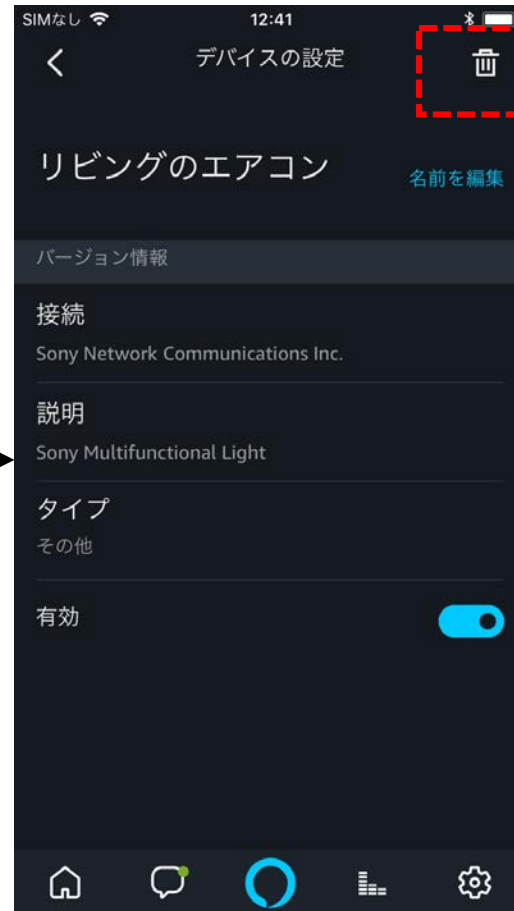 SIMなし 12:41
デバイスの設定
リビングのエアコン
名前を編集
バージョン情報
接続
Sony Network Communications Inc.
説明
Sony Multifunctional Light
タイプ
その他
有効